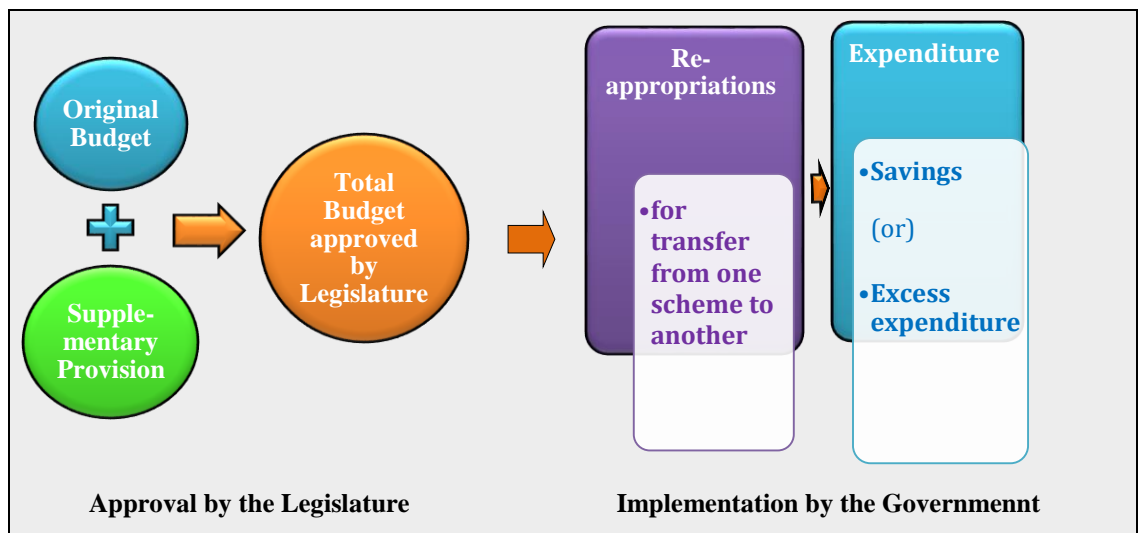 Original
Budget
Supple-
mentary
Provision
Total
Budget
approved
by
Legislature
Re-
appropriations
•for
transfer
from one
scheme to
another
Expenditure
•Savings
(or)
•Excess
expenditure
Approval by the Legislature
Implementation by the Governmennt